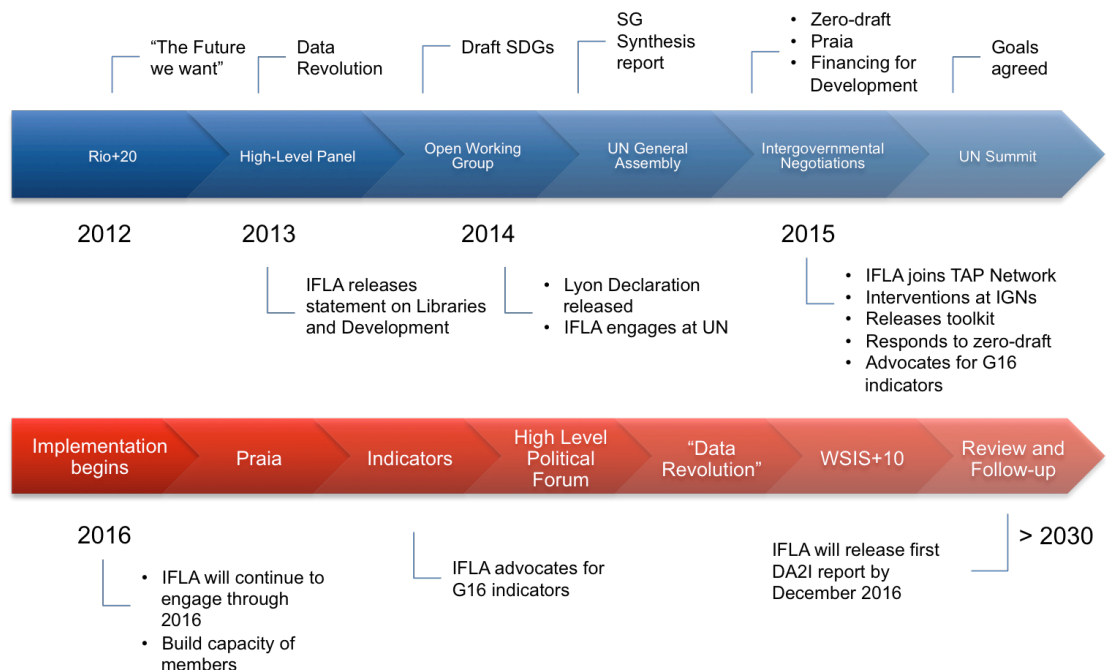 “The Future
we want”
Data
Revolution
Draft SDGs
SG
Synthesis
report
• Zero-draft
• Praia
• Financing for
Development
Goals
agreed
Rio+20
High-Level Panel
Open Working
Group
UN General
Assembly
Intergovernmental
Negotiations
UN Summit
2012
2013
2014
2015
IFLA releases
statement on Libraries
and Development
• Lyon Declaration
released
• IFLA engages at UN
• IFLA joins TAP Network
• Interventions at IGNs
• Releases toolkit
• Responds to zero-draft
• Advocates for G16
indicators
Implementation
begins
Praia
Indicators
High Level
Political
Forum
“Data
Revolution”
WSIS+10
Review and
Follow-up
2016
> 2030
• IFLA will continue to
engage through
2016
• Build capacity of
members
IFLA advocates for
G16 indicators
IFLA will release first
DA2I report by
December 2016